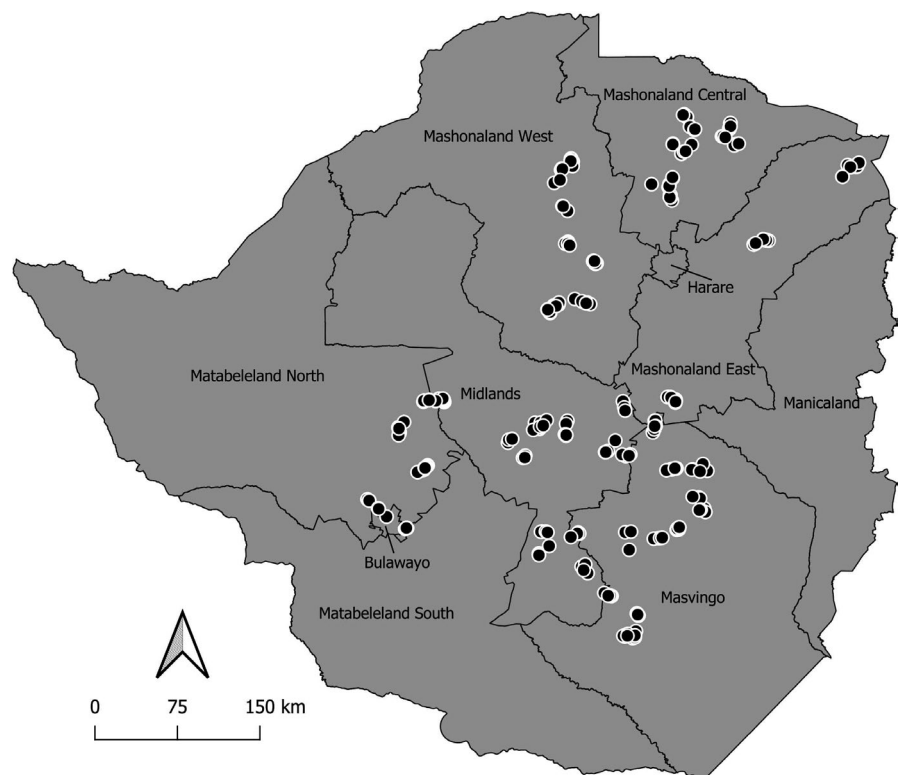 Mashonaland Central
Mashonaland West
Harare
Mashonaland East
Matabeleland North
Midlands
Manicaland
Bulawayo
Masvingo
Matabeleland South
0 75 150 km